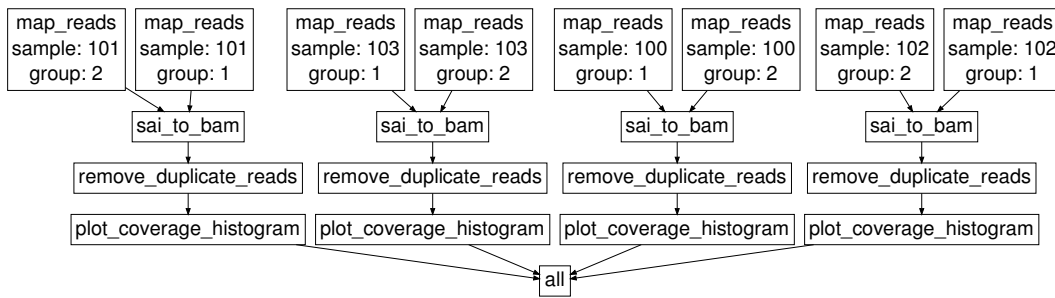 map_reads
sample: 101
group: 2
map_reads
sample: 101
group: 1
map_reads
sample: 103
group: 1
map_reads
sample: 103
group: 2
map_reads
sample: 100
group: 1
map_reads
sample: 100
group: 2
map_reads
sample: 102
group: 2
map_reads
sample: 102
group: 1
sai_to_bam
sai_to_bam
sai_to_bam
sai_to_bam
remove_duplicate_reads
remove_duplicate_reads
remove_duplicate_reads
remove_duplicate_reads
plot_coverage_histogram
plot_coverage_histogram
plot_coverage_histogram
plot_coverage_histogram
all